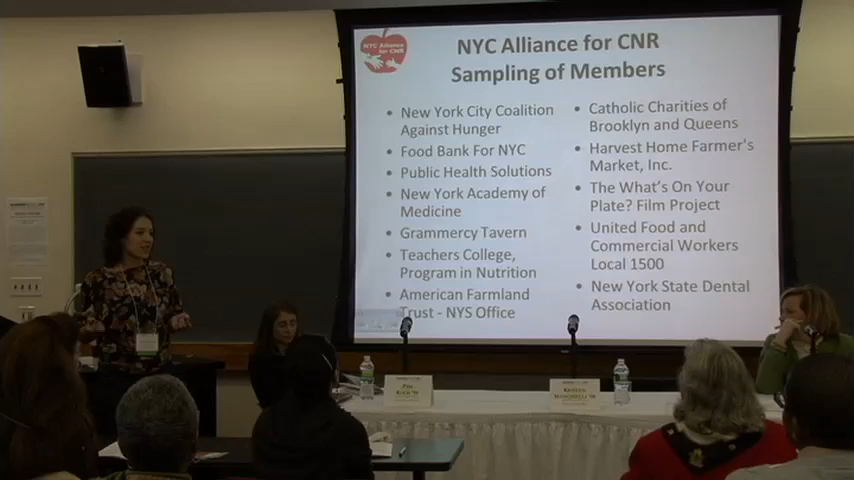 NYC Alliance
for CNR
NYC Alliance for CNR
Sampling of Members
• New York City Coalition
Against Hunger
• Food Bank For NYC
• Public Health Solutions
• New York Academy of
Medicine
• Grammercy Tavern
• Teachers College,
Program in Nutrition
• American Farmland
Trust - NYS Office
• Catholic Charities of
Brooklyn and Queens
• Harvest Home Farmer's
Market, Inc.
• The What's On Your
Plate? Film Project
• United Food and
Commercial Workers
Local 1500
• New York State Dental
Association